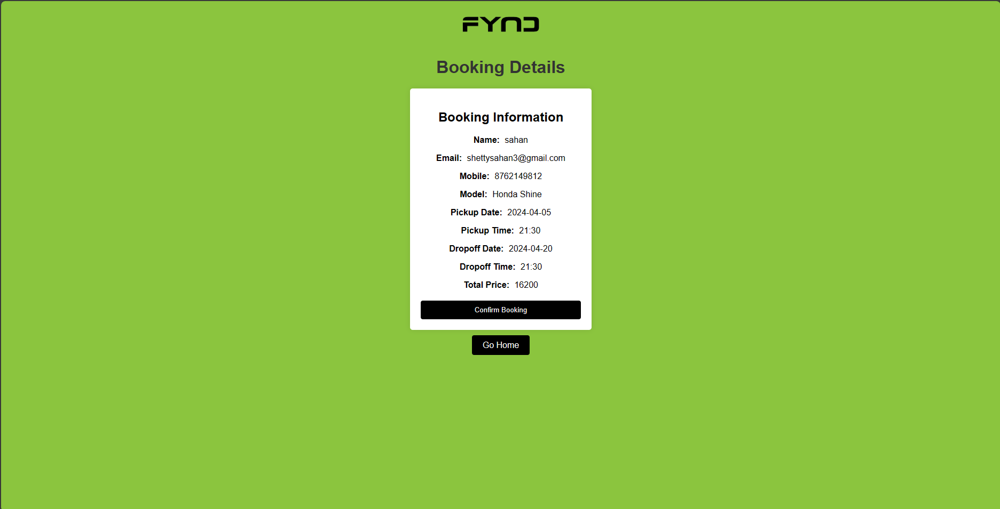 FYND
Booking Details
Booking Information
Name: sahan
Email: shettysahan3@gmail.com
Mobile: 8762149812
Model: Honda Shine
Pickup Date: 2024-04-05
Pickup Time: 21:30
Dropoff Date: 2024-04-20
Dropoff Time: 21:30
Total Price: 16200
Confirm Booking
Go Home